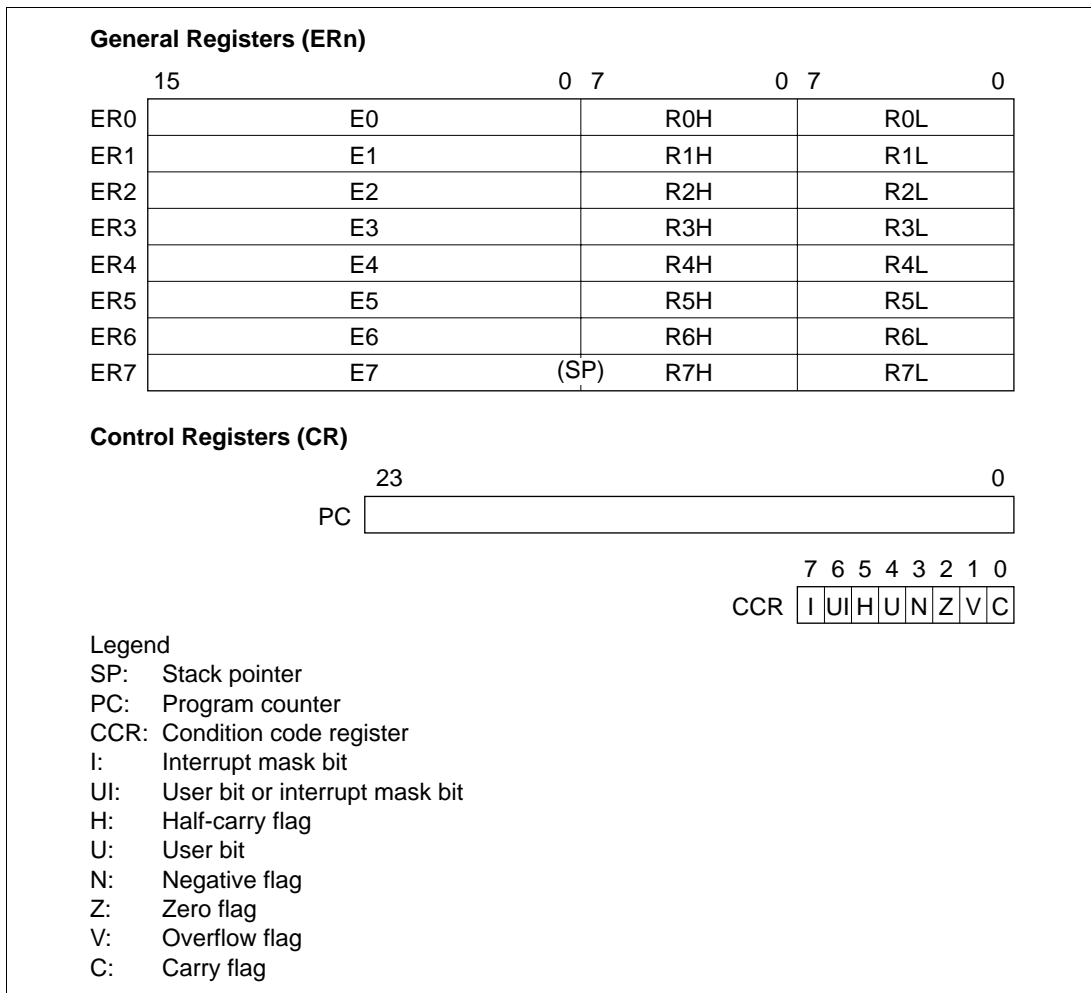 General Registers (ERn)
15 0 7 0 7 0
ER0 E0 R0H R0L
ER1 E1 R1H R1L
ER2 E2 R2H R2L
ER3 E3 R3H R3L
ER4 E4 R4H R4L
ER5 E5 R5H R5L
ER6 E6 R6H R6L
ER7 E7 (SP) R7H R7L
Control Registers (CR)
23 0
PC
7 6 5 4 3 2 1 0
CCR I UI H U N Z V C
Legend
SP: Stack pointer
PC: Program counter
CCR: Condition code register
I: Interrupt mask bit
UI: User bit or interrupt mask bit
H: Half-carry flag
U: User bit
N: Negative flag
Z: Zero flag
V: Overflow flag
C: Carry flag